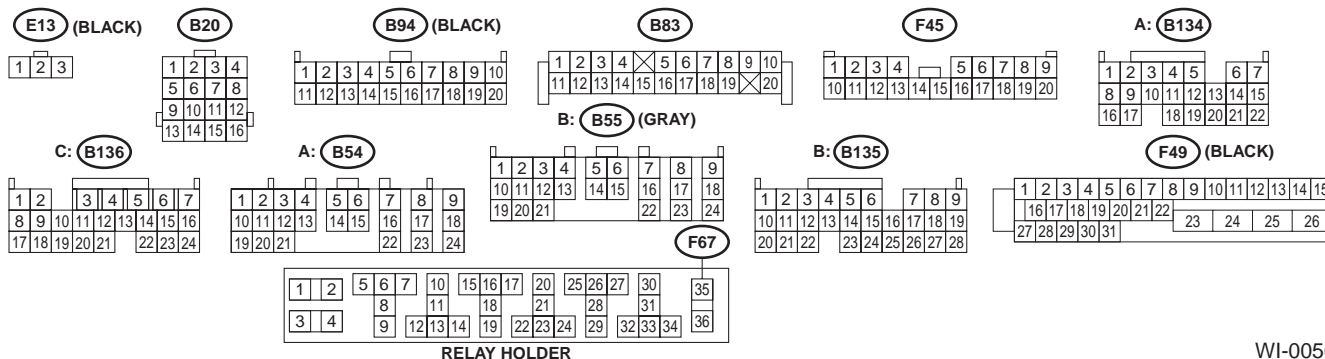 E13 (BLACK) B20 B94 (BLACK) B83 F45 A: B134
1 2 3
1 2 3 4
5 6 7 8
9 10 11 12
13 14 15 16
1 2 3 4 5 6 7 8 9 10
11 12 13 14 15 16 17 18 19 20
1 2 3 4 5 6 7 8 9 10
11 12 13 14 15 16 17 18 19 20
1 2 3 4 5 6 7 8 9
10 11 12 13 14 15 16 17 18 19 20
1 2 3 4 5 6 7
8 9 10 11 12 13 14 15
16 17 18 19 20 21 22
C: B136 A: B54 B: B55 (GRAY) B: B135 F49 (BLACK)
1 2 3 4 5 6 7
8 9 10 11 12 13 14 15 16
17 18 19 20 21 22 23 24
1 2 3 4 5 6 7 8 9
10 11 12 13 14 15 16 17 18
19 20 21 22 23 24
1 2 3 4 5 6 7 8 9
10 11 12 13 14 15 16 17 18
19 20 21 22 23 24
1 2 3 4 5 6 7 8 9
10 11 12 13 14 15 16 17 18 19
20 21 22 23 24 25 26 27 28
1 2 3 4 5 6 7 8 9 10 11 12 13 14 15
16 17 18 19 20 21 22 23 24 25 26
27 28 29 30 31
F67
1 2 5 6 7 10 15 16 17 20 25 26 27 30 35
8 11 18 21 28 31
3 4 9 12 13 14 19 22 23 24 29 32 33 34 36
RELAY HOLDER